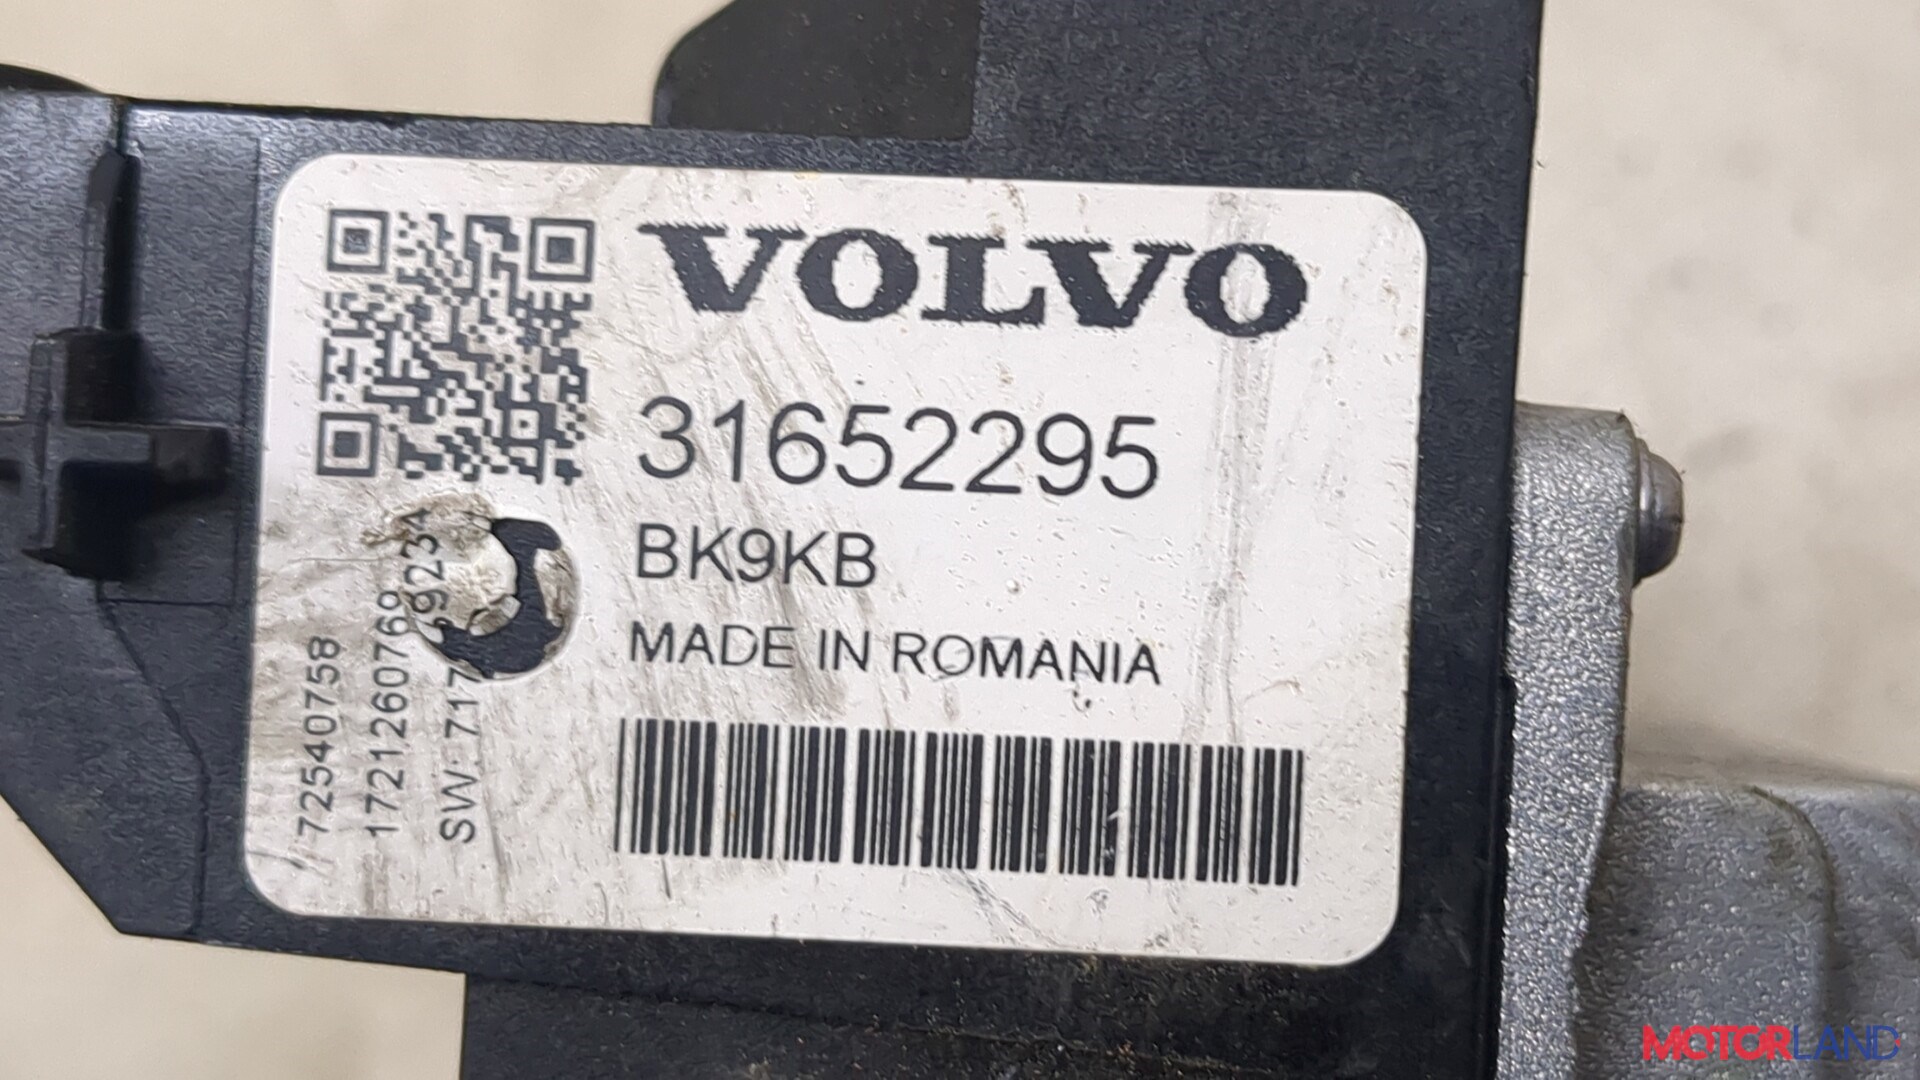 VOLVO
31652295
BK9KB
MADE IN ROMANIA
72540758
1721260769
SW:
MOTORLAND